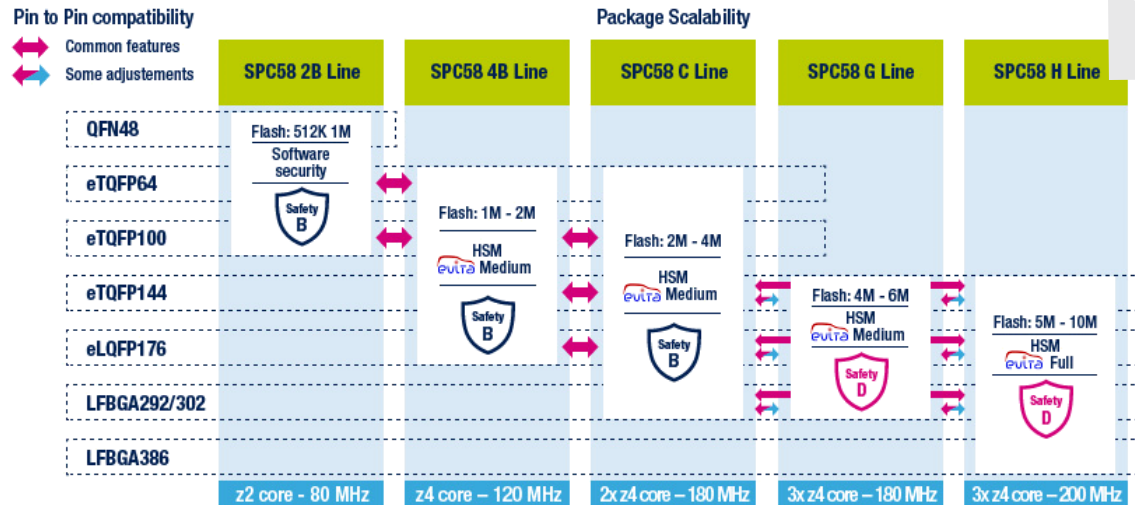 Pin to Pin compatibility
Package Scalability
Common features
Some adjustements
SPC58 2B Line
SPC58 4B Line
SPC58 C Line
SPC58 G Line
SPC58 H Line
QFN48
eTQFP64
eTQFP100
eTQFP144
eLQFP176
LFBGA292/302
LFBGA386
Flash: 512K 1M
Software
security
Safety
B
Flash: 1M - 2M
HSM
evita Medium
Safety
B
Flash: 2M - 4M
HSM
evita Medium
Safety
B
Flash: 4M - 6M
HSM
evita Medium
Safety
D
Flash: 5M - 10M
HSM
evita Full
Safety
D
z2 core - 80 MHz
z4 core – 120 MHz
2x z4 core – 180 MHz
3x z4 core – 180 MHz
3x z4 core – 200 MHz